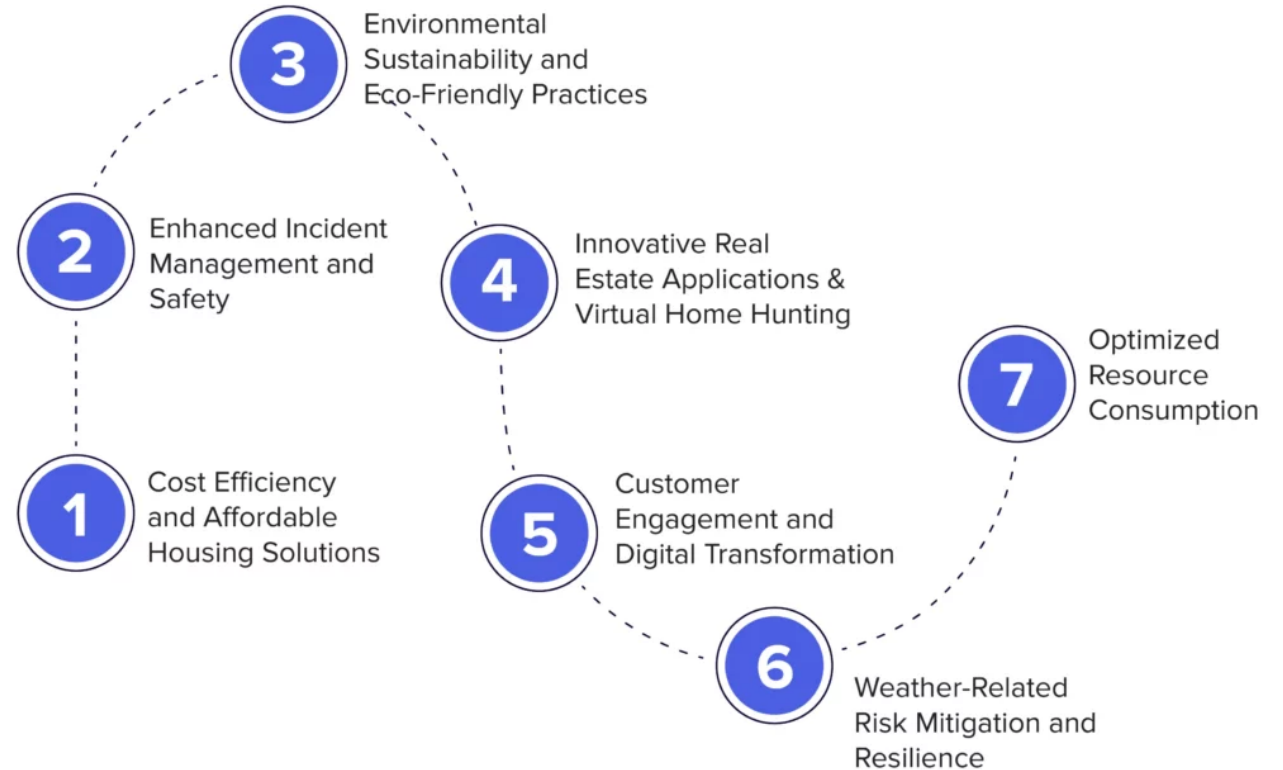 1
Cost Efficiency
and Affordable
Housing Solutions
2
Enhanced Incident
Management and
Safety
3
Environmental
Sustainability and
Eco-Friendly Practices
4
Innovative Real
Estate Applications &
Virtual Home Hunting
5
Customer
Engagement and
Digital Transformation
6
Weather-Related
Risk Mitigation and
Resilience
7
Optimized
Resource
Consumption